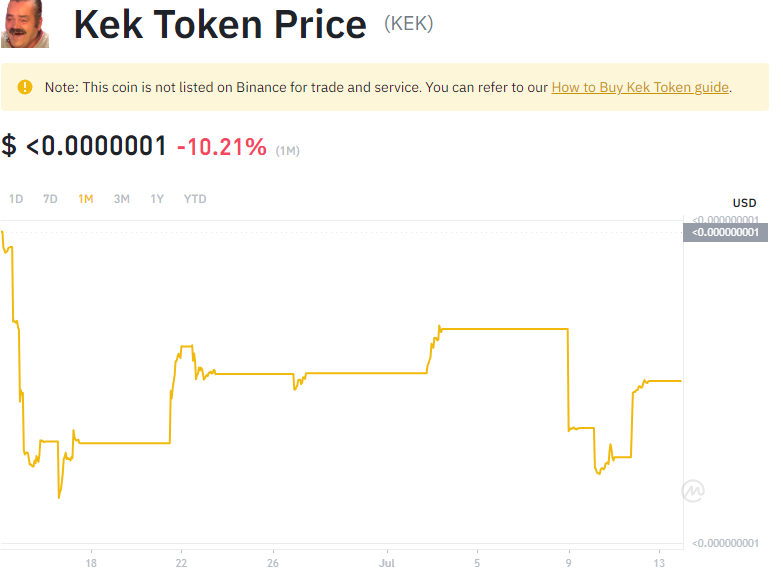 Kek Token Price (KEK)
Note: This coin is not listed on Binance for trade and service. You can refer to our How to Buy Kek Token guide.
$ <0.0000001 -10.21% (1M)
1D 7D 1M 3M 1Y YTD
USD
<0.000000001
<0.000000001
<0.000000001
18 22 26 Jul 5 9 13